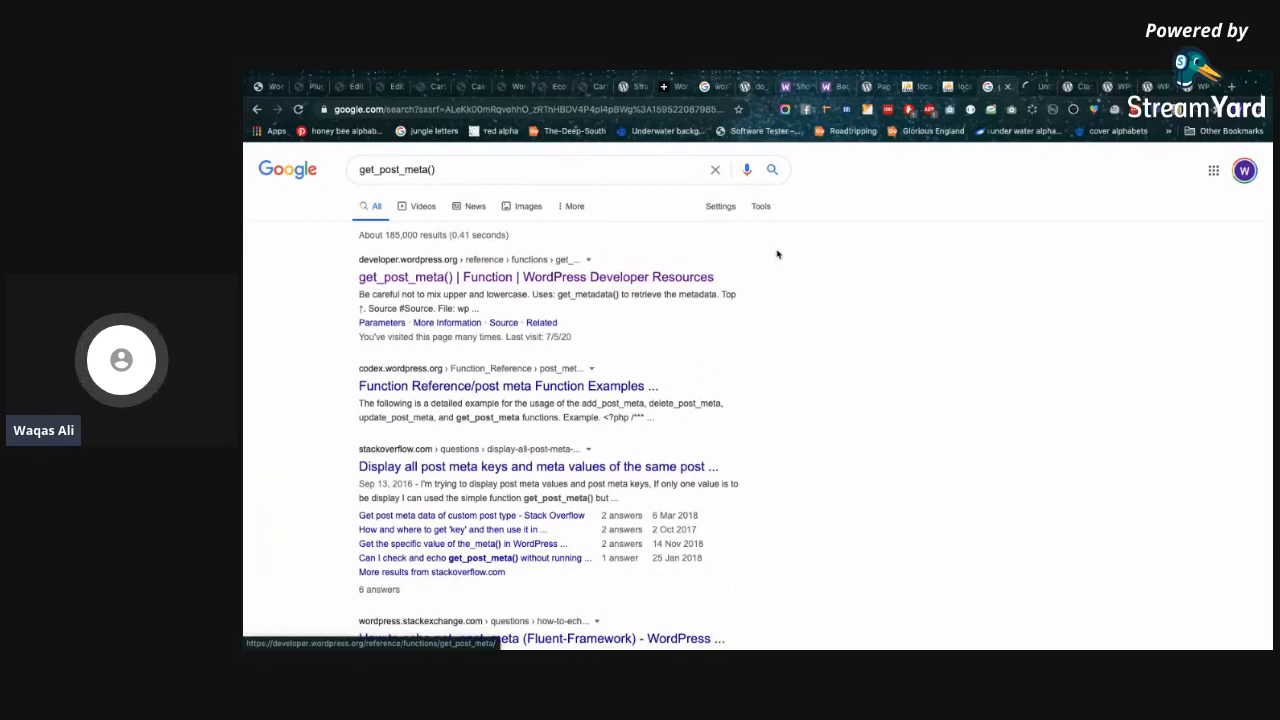 Powered by
StreamYard
Plu
Edit
Edit
google.com/search?sxsrf=ALeKk00mRqvohhO_zRTnHBDV4P4pI4pBWg%3A159522087985...
Apps
honey bee alphab...
jungle letters
red alpha
The-Deep-South
Underwater backg...
Software Tester-...
Roadtripping
Glorious England
under water alpha...
cover alphabets
»
Other Bookmarks
Google
get_post_meta()
W
All
Videos
News
Images
More
Settings
Tools
About 185,000 results (0.41 seconds)
developer.wordpress.org › reference › functions › get_...
get_post_meta() | Function | WordPress Developer Resources
Be careful not to mix upper and lowercase. Uses: get_metadata() to retrieve the metadata. Top
↑. Source #Source. File: wp ...
Parameters · More Information · Source · Related
You've visited this page many times. Last visit: 7/5/20
codex.wordpress.org › Function_Reference › post_met...
Function Reference/post meta Function Examples ...
The following is a detailed example for the usage of the add_post_meta, delete_post_meta,
update_post_meta, and get_post_meta functions. Example. <?php /*** ...
stackoverflow.com › questions › display-all-post-meta-...
Display all post meta keys and meta values of the same post ...
Sep 13, 2016 - I'm trying to display post meta values and post meta keys, If only one value is to
be display I can used the simple function get_post_meta() but ...
Get post meta data of custom post type - Stack Overflow 2 answers 6 Mar 2018
How and where to get 'key' and then use it in ... 2 answers 2 Oct 2017
Get the specific value of the_meta() in WordPress ... 2 answers 14 Nov 2018
Can I check and echo get_post_meta() without running ... 1 answer 25 Jan 2018
More results from stackoverflow.com
6 answers
wordpress.stackexchange.com › questions › how-to-ech...
meta (Fluent-Framework) - WordPress ...
https://developer.wordpress.org/reference/functions/get_post_meta/
Waqas Ali